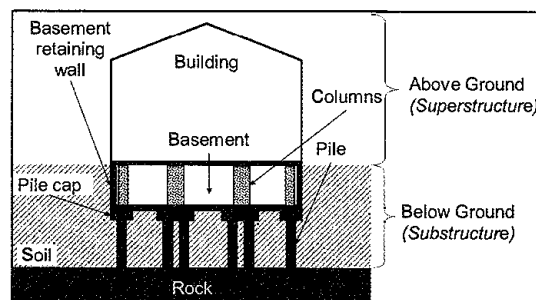 Basement
retaining
wall
Building
Above Ground
(Superstructure)
Columns
Basement
Pile
Pile cap
Below Ground
(Substructure)
Soil
Rock